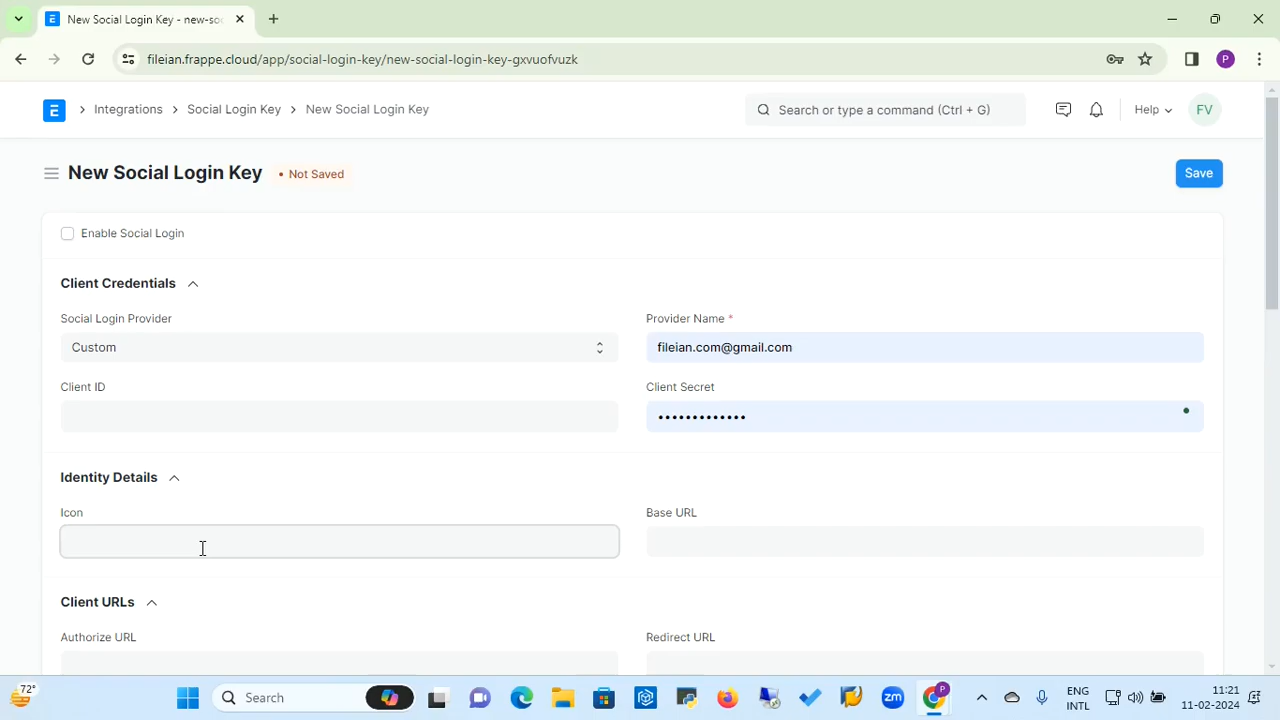 New Social Login Key - new-soc
fileian.frappe.cloud/app/social-login-key/new-social-login-key-gxvuofvuzk
P
E
Integrations
Social Login Key
New Social Login Key
Search or type a command (Ctrl + G)
Help
FV
New Social Login Key
• Not Saved
Save
Enable Social Login
Client Credentials
Social Login Provider
Provider Name *
Custom
fileian.com@gmail.com
Client ID
Client Secret
•••••••••••••
Identity Details
Icon
Base URL
Client URLs
Authorize URL
Redirect URL
72°
Search
zm
P
ENG
INTL
11:21
11-02-2024